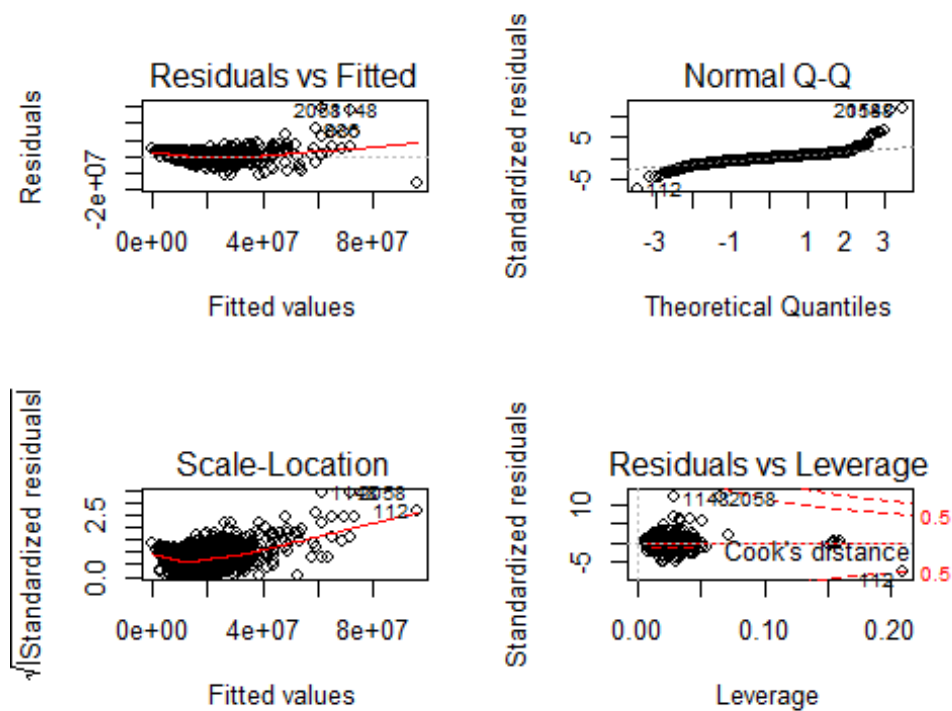 Residuals vs Fitted
Residuals
-2e+07
0e+00 4e+07 8e+07
Fitted values
112
Normal Q-Q
Standardized residuals
-5 5
-3 -1 1 2 3
Theoretical Quantiles
Scale-Location
√|Standardized residuals|
0.0 2.5
2058
112
0e+00 4e+07 8e+07
Fitted values
Residuals vs Leverage
Standardized residuals
-5 10
1148 2058
Cook's distance
112
0.5
0.5
0.00 0.10 0.20
Leverage